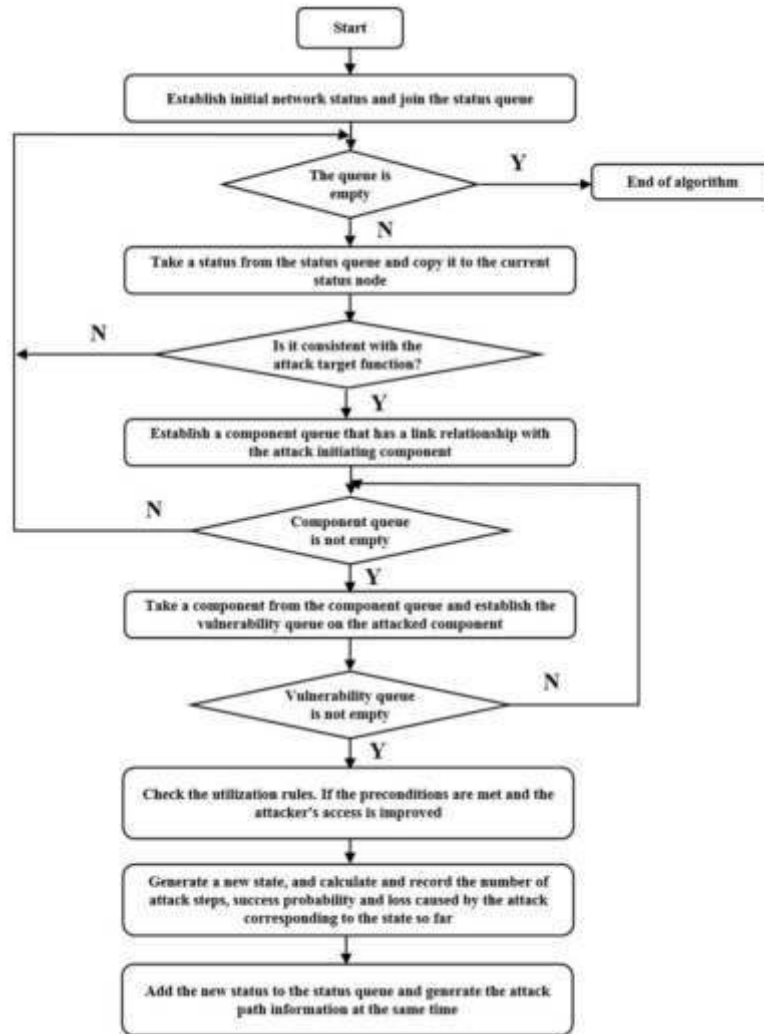 Start
Establish initial network status and join the status queue
The queue is
empty
Y
End of algorithm
N
Take a status from the status queue and copy it to the current
status node
N
Is it consistent with the
attack target function?
Y
Establish a component queue that has a link relationship with
the attack initiating component
N
Component queue
is not empty
Y
Take a component from the component queue and establish the
vulnerability queue on the attacked component
Vulnerability queue
is not empty
N
Y
Check the utilization rules. If the preconditions are met and the
attacker's access is improved
Generate a new state, and calculate and record the number of
attack steps, success probability and loss caused by the attack
corresponding to the state so far
Add the new status to the status queue and generate the attack
path information at the same time